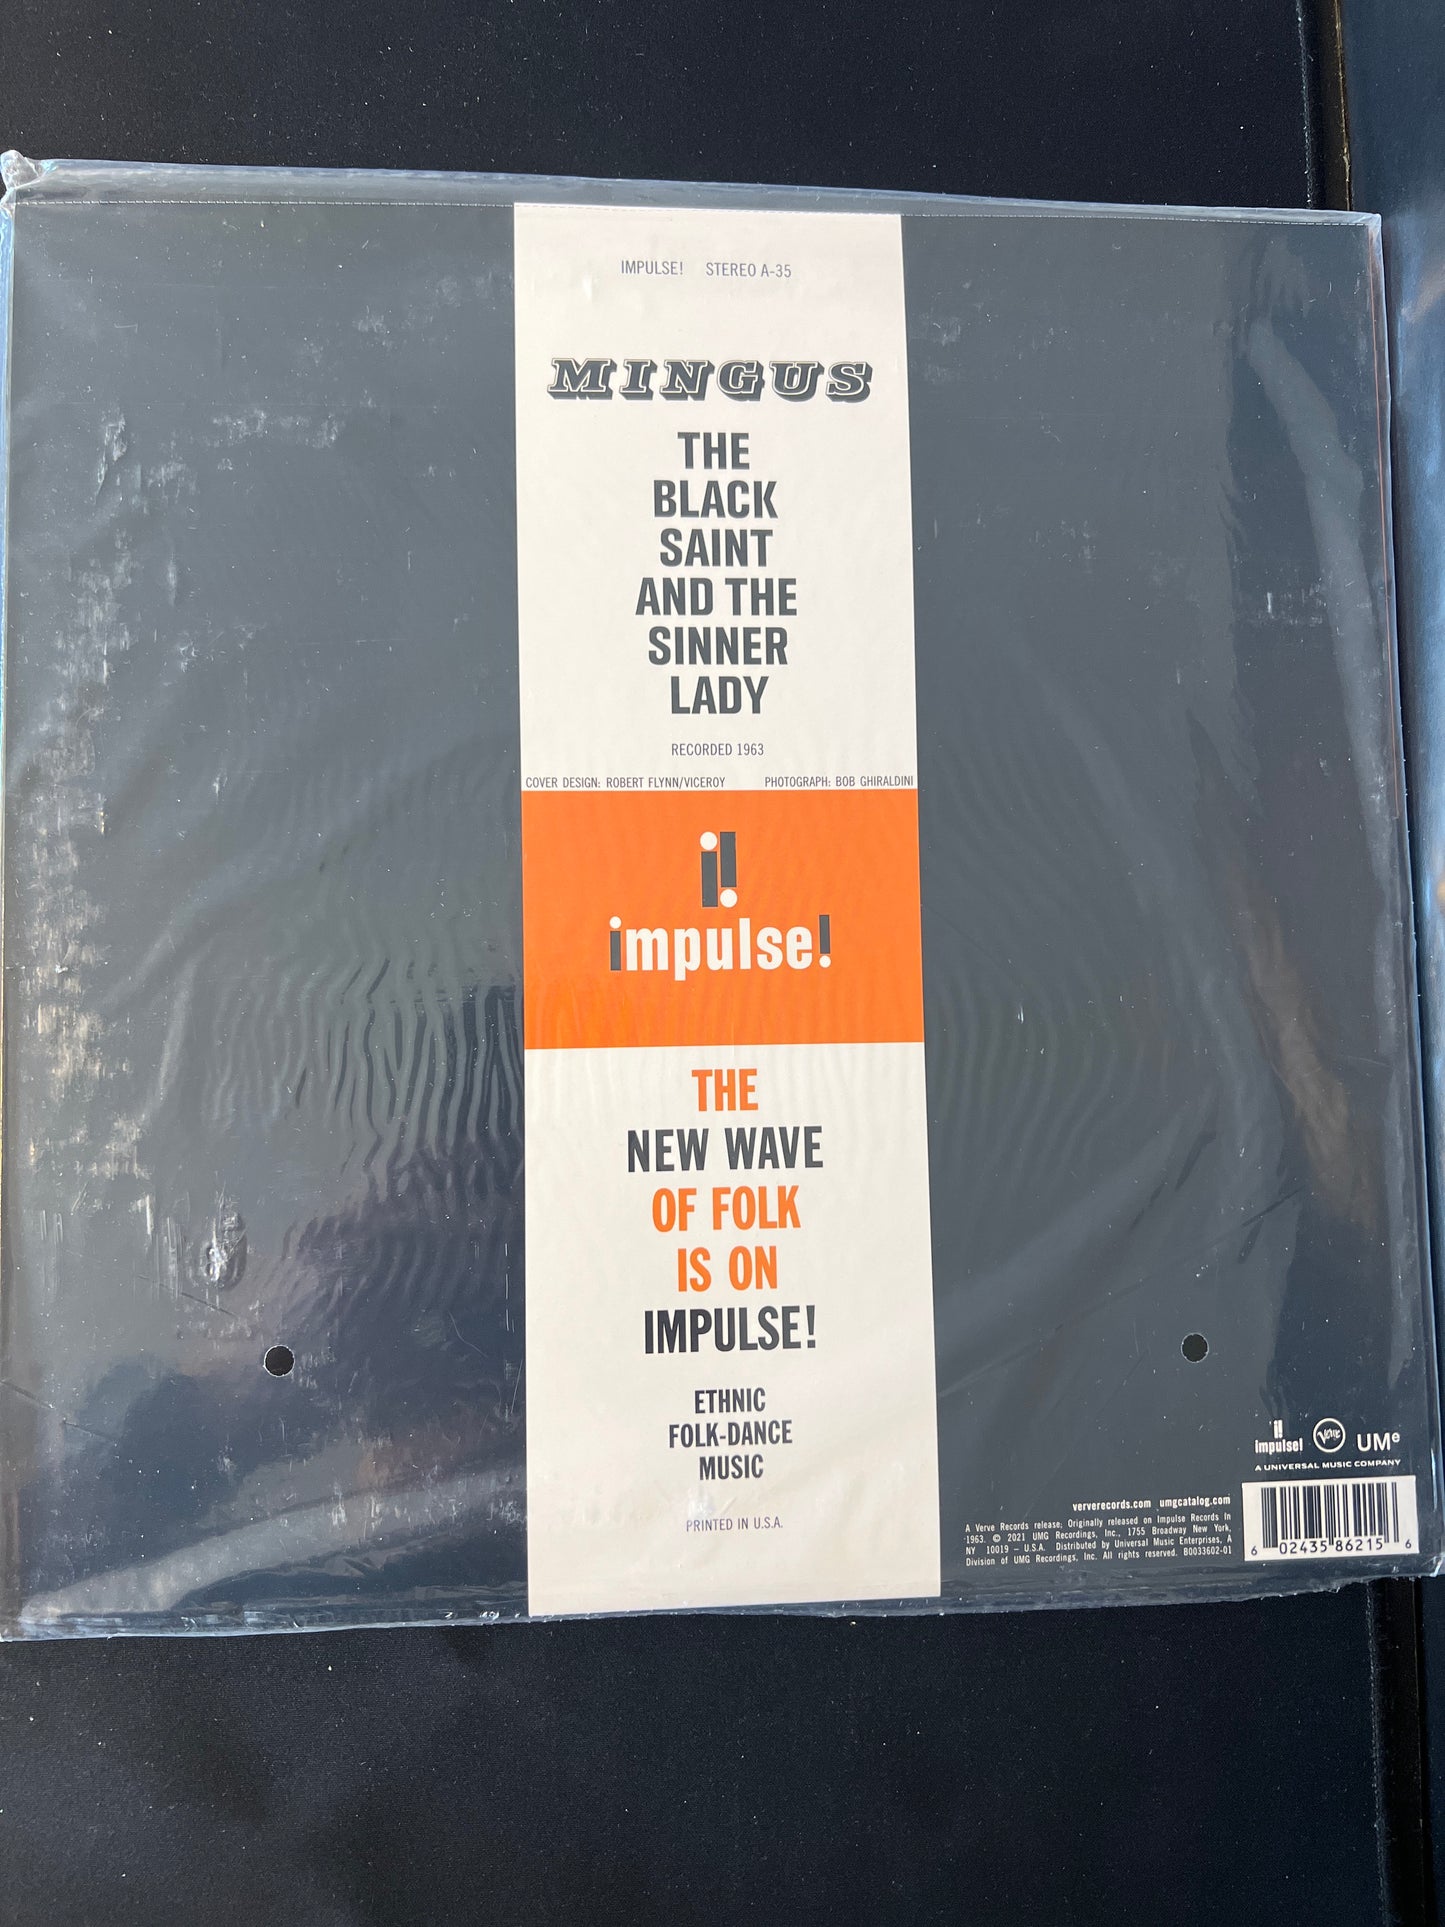 IMPULSE! STEREO A-35
MINGUS
THE
BLACK
SAINT
AND THE
SINNER
LADY
RECORDED 1963
COVER DESIGN: ROBERT FLYNN/VICEROY PHOTOGRAPH: BOB GHIRALDINI
impulse!
THE
NEW WAVE
OF FOLK
IS ON
IMPULSE!
ETHNIC
FOLK-DANCE
MUSIC
PRINTED IN U.S.A.
impulse! Verve UMe
A UNIVERSAL MUSIC COMPANY
ververecords.com umgcatalog.com
A Verve Records release; Originally released on Impulse Records In
1963. © 2021 UMG Recordings, Inc., 1755 Broadway New York,
NY 10019 – U.S.A. Distributed by Universal Music Enterprises, A
Division of UMG Recordings, Inc. All rights reserved. B0033602-01
6 02435 86215 6